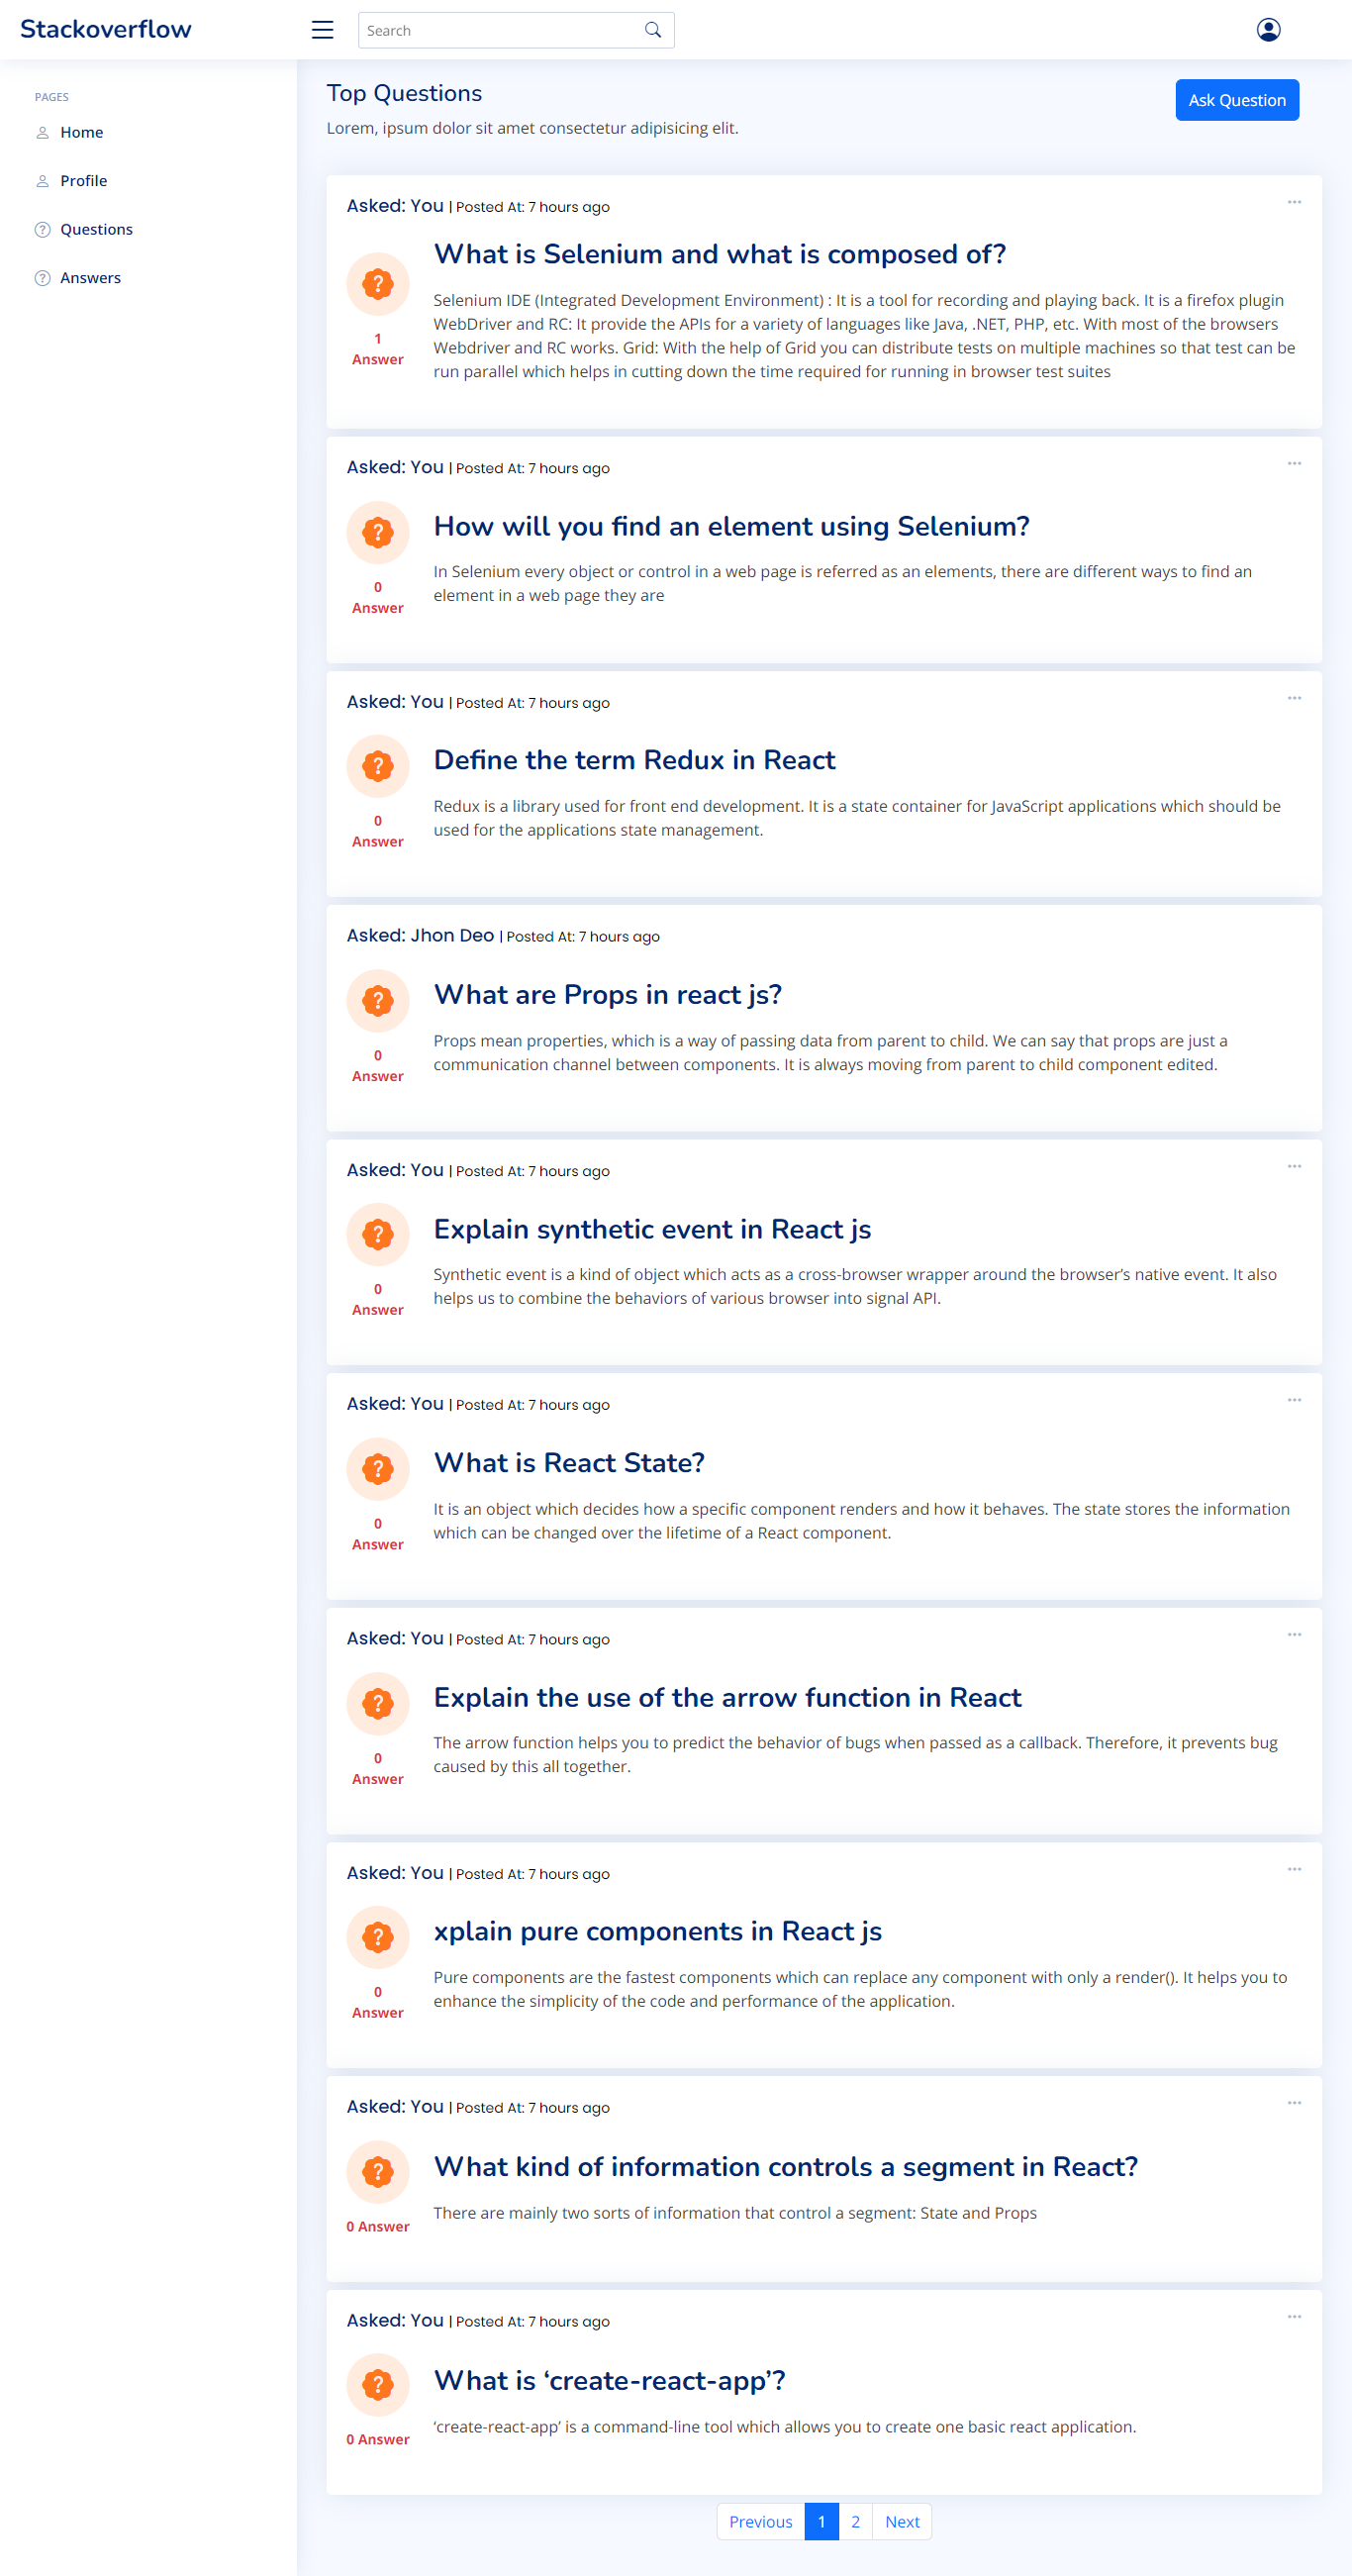 Stackoverflow
Search
PAGES
Home
Profile
Questions
Answers
Top Questions
Ask Question
Lorem, ipsum dolor sit amet consectetur adipisicing elit.
Asked: You | Posted At: 7 hours ago
What is Selenium and what is composed of?
Selenium IDE (Integrated Development Environment) : It is a tool for recording and playing back. It is a firefox plugin
WebDriver and RC: It provide the APIs for a variety of languages like Java, .NET, PHP, etc. With most of the browsers
Webdriver and RC works. Grid: With the help of Grid you can distribute tests on multiple machines so that test can be
run parallel which helps in cutting down the time required for running in browser test suites
1
Answer
Asked: You | Posted At: 7 hours ago
How will you find an element using Selenium?
In Selenium every object or control in a web page is referred as an elements, there are different ways to find an
element in a web page they are
0
Answer
Asked: You | Posted At: 7 hours ago
Define the term Redux in React
Redux is a library used for front end development. It is a state container for JavaScript applications which should be
used for the applications state management.
0
Answer
Asked: Jhon Deo | Posted At: 7 hours ago
What are Props in react js?
Props mean properties, which is a way of passing data from parent to child. We can say that props are just a
communication channel between components. It is always moving from parent to child component edited.
0
Answer
Asked: You | Posted At: 7 hours ago
Explain synthetic event in React js
Synthetic event is a kind of object which acts as a cross-browser wrapper around the browser’s native event. It also
helps us to combine the behaviors of various browser into signal API.
0
Answer
Asked: You | Posted At: 7 hours ago
What is React State?
It is an object which decides how a specific component renders and how it behaves. The state stores the information
which can be changed over the lifetime of a React component.
0
Answer
Asked: You | Posted At: 7 hours ago
Explain the use of the arrow function in React
The arrow function helps you to predict the behavior of bugs when passed as a callback. Therefore, it prevents bug
caused by this all together.
0
Answer
Asked: You | Posted At: 7 hours ago
xplain pure components in React js
Pure components are the fastest components which can replace any component with only a render(). It helps you to
enhance the simplicity of the code and performance of the application.
0
Answer
Asked: You | Posted At: 7 hours ago
What kind of information controls a segment in React?
There are mainly two sorts of information that control a segment: State and Props
0 Answer
Asked: You | Posted At: 7 hours ago
What is ‘create-react-app’?
‘create-react-app’ is a command-line tool which allows you to create one basic react application.
0 Answer
Previous 1 2 Next